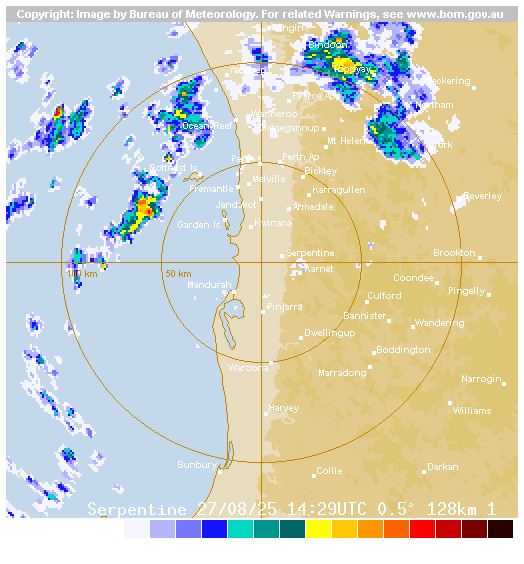 Copyright: Image by Bureau of Meteorology. For related Warnings, see www.bom.gov.au
Bindoon
Toodyay
Meckering
Pearce Ap
Northam
Wanneroo
Ocean Reef
Gidgegannup
Mt Helena
York
Perth
Perth Ap
Rottnest Is
Bickley
Melville
Fremantle
Karragullen
Beverley
Jandakot
Armadale
Garden Is
Kwinana
Serpentine
Brookton
100 km
50 km
Karnet
Coondee
Mandurah
Pingelly
Culford
Pinjarra
Bannister
Wandering
Dwellingup
Boddington
Waroona
Marradong
Narrogin
Harvey
Williams
Bunbury
Collie
Darkan
Serpentine 27/08/25 14:29UTC 0.5° 128km 1